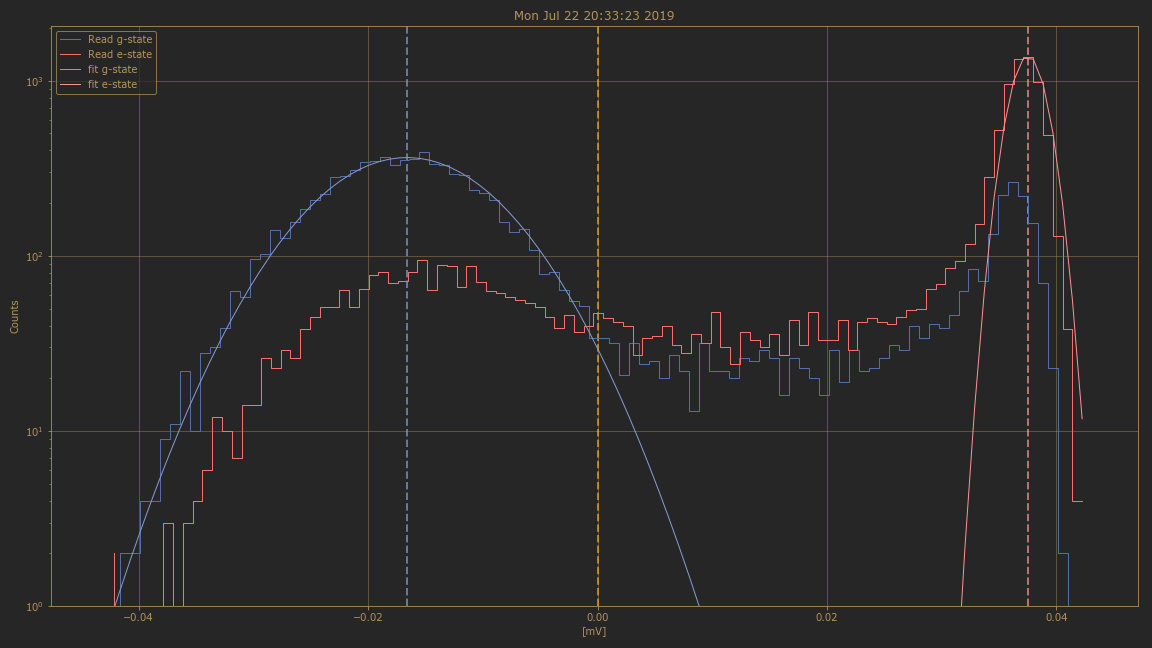 Mon Jul 22 20:33:23 2019
Read g-state
Read e-state
fit g-state
fit e-state
10³
10²
10¹
10⁰
Counts
−0.04 −0.02 0.00 0.02 0.04
[mV]